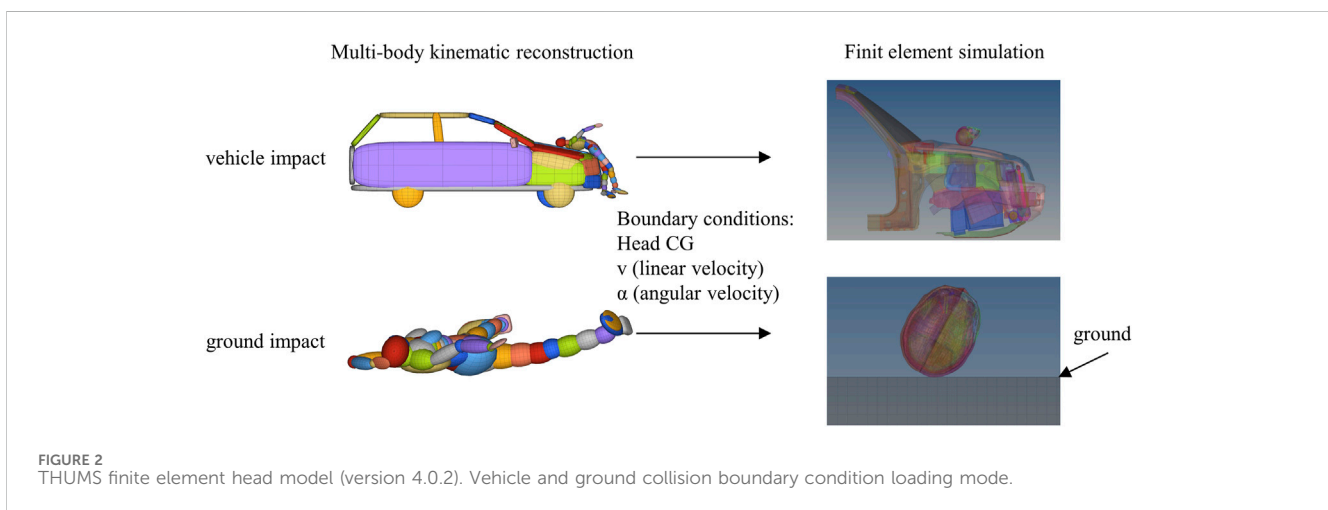 Multi-body kinematic reconstruction
Finit element simulation
vehicle impact
Boundary conditions:
Head CG
v (linear velocity)
α (angular velocity)
ground impact
ground
FIGURE 2
THUMS finite element head model (version 4.0.2). Vehicle and ground collision boundary condition loading mode.